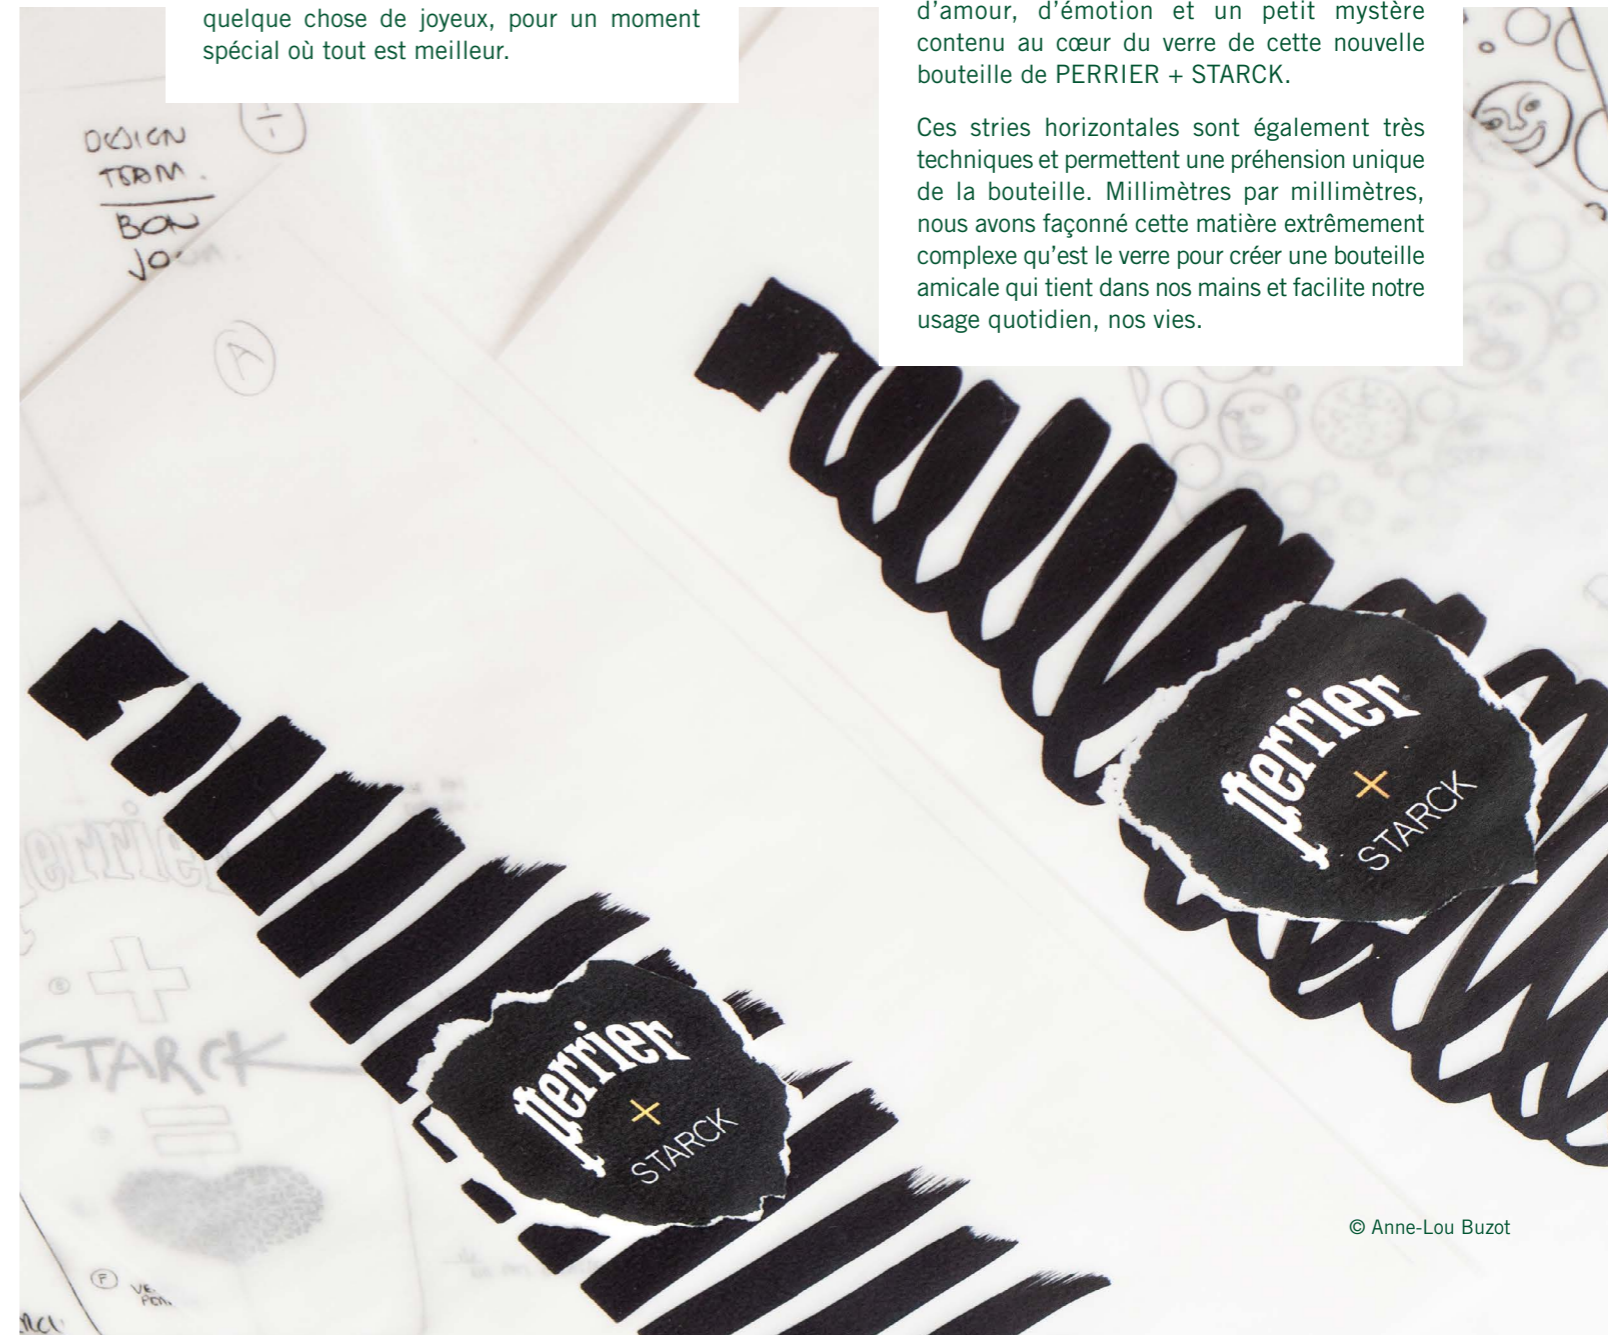 quelque chose de joyeux, pour un moment
spécial où tout est meilleur.
d'amour, d'émotion et un petit mystère
contenu au cœur du verre de cette nouvelle
bouteille de PERRIER + STARCK.
Ces stries horizontales sont également très
techniques et permettent une préhension unique
de la bouteille. Millimètres par millimètres,
nous avons façonné cette matière extrêmement
complexe qu'est le verre pour créer une bouteille
amicale qui tient dans nos mains et facilite notre
usage quotidien, nos vies.
DESIGN
TEAM.
BON
JOUR.
A
perrier
+
STARCK
perrier
+
STARCK
perrier
+
STARCK
=
F
© Anne-Lou Buzot